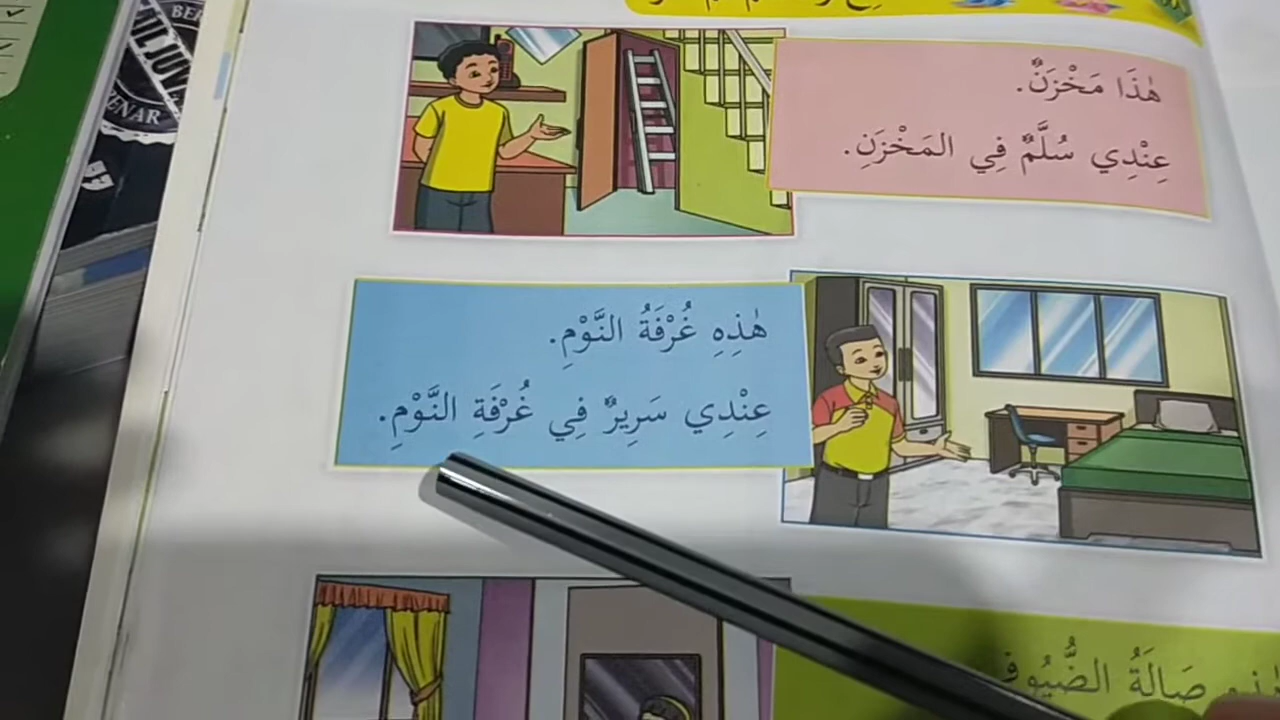 هٰذَا مَخْزَنٌ.
عِنْدِي سُلَّمٌ فِي المَخْزَنِ.
هٰذِهِ غُرْفَةُ النَّوْمِ.
عِنْدِي سَرِيرٌ فِي غُرْفَةِ النَّوْمِ.
صَالَةُ الضُّيُوفِ